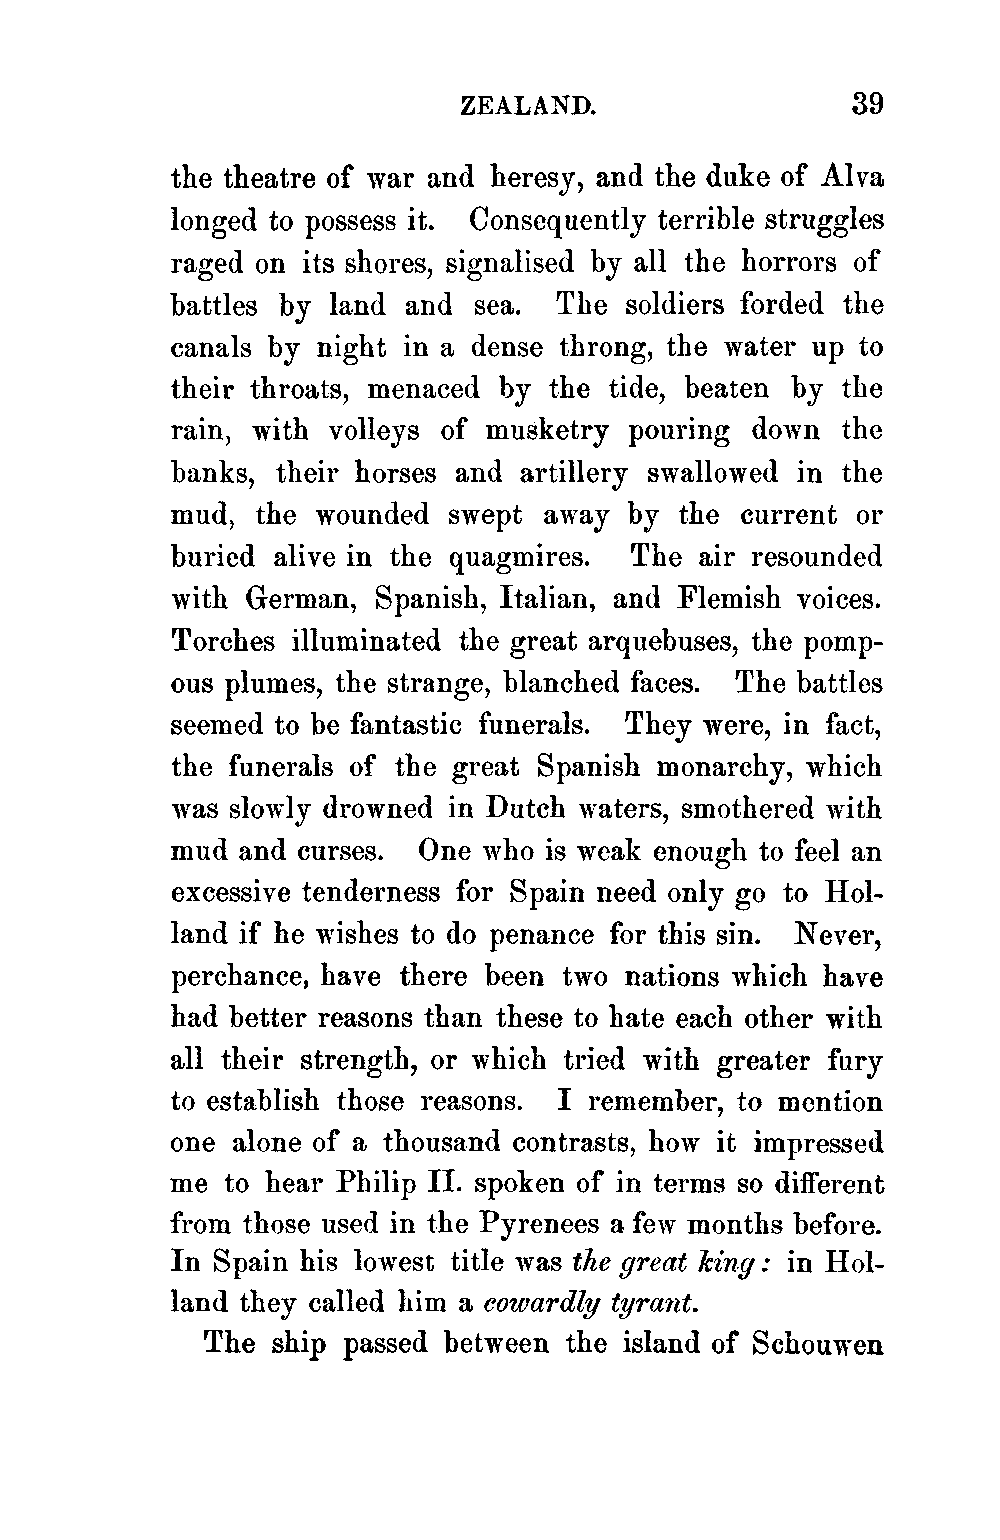 ZEALAND. 39
the theatre of war and heresy, and the duke of Alva
longed to possess it. Consequently terrible struggles
raged on its shores, signalised by all the horrors of
battles by land and sea. The soldiers forded the
canals by night in a dense throng, the water up to
their throats, menaced by the tide, beaten by the
rain, with volleys of musketry pouring down the
banks, their horses and artillery swallowed in the
mud, the wounded swept away by the current or
buried alive in the quagmires. The air resounded
with German, Spanish, Italian, and Flemish voices.
Torches illuminated the great arquebuses, the pomp-
ous plumes, the strange, blanched faces. The battles
seemed to be fantastic funerals. They were, in fact,
the funerals of the great Spanish monarchy, which
was slowly drowned in Dutch waters, smothered with
mud and curses. One who is weak enough to feel an
excessive tenderness for Spain need only go to Hol-
land if he wishes to do penance for this sin. Never,
perchance, have there been two nations which have
had better reasons than these to hate each other with
all their strength, or which tried with greater fury
to establish those reasons. I remember, to mention
one alone of a thousand contrasts, how it impressed
me to hear Philip II. spoken of in terms so different
from those used in the Pyrenees a few months before.
In Spain his lowest title was the great king: in Hol-
land they called him a cowardly tyrant.
The ship passed between the island of Schouwen